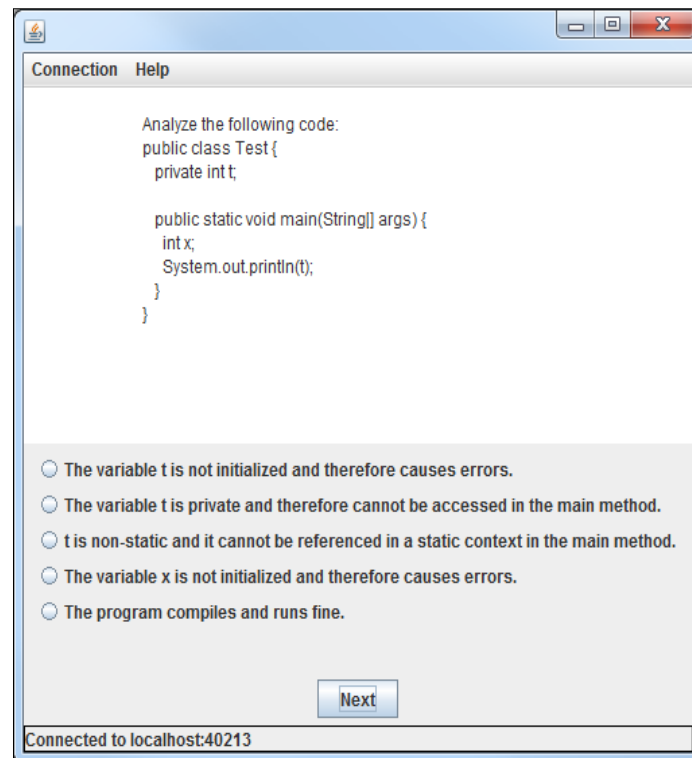 Connection Help
Analyze the following code:
public class Test {
private int t;
public static void main(String[] args) {
int x;
System.out.println(t);
}
}
The variable t is not initialized and therefore causes errors.
The variable t is private and therefore cannot be accessed in the main method.
t is non-static and it cannot be referenced in a static context in the main method.
The variable x is not initialized and therefore causes errors.
The program compiles and runs fine.
Next
Connected to localhost:40213